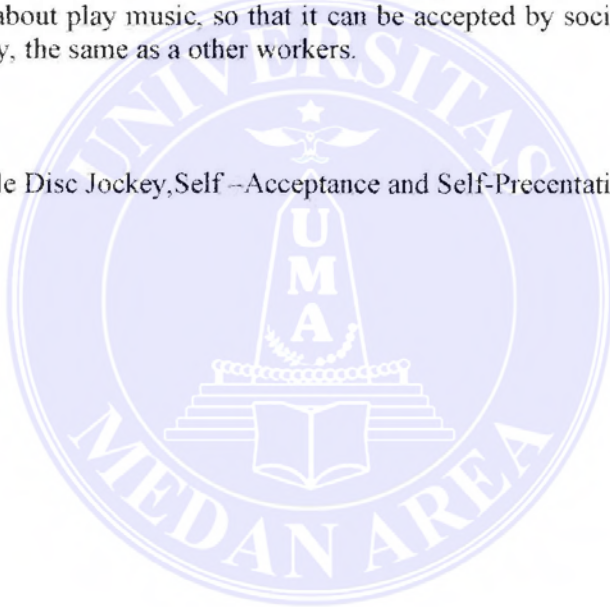 about play music, so that it can be accepted by soci
y, the same as a other workers.
le Disc Jockey,Self –Acceptance and Self-Precentati
UNIVERSITAS
UMA
MEDAN AREA